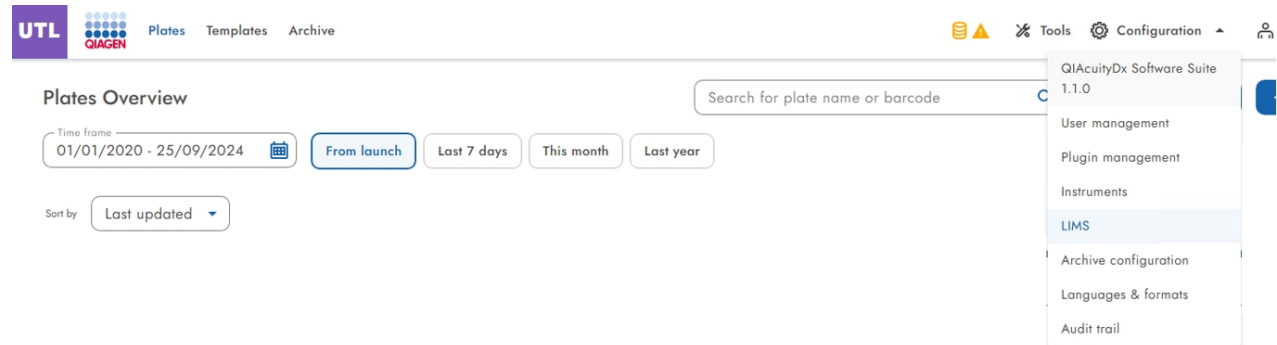 UTL QIAGEN Plates Templates Archive Tools Configuration
QIAcuityDx Software Suite
1.1.0
Plates Overview
Search for plate name or barcode
User management
Time frame
01/01/2020 - 25/09/2024
From launch Last 7 days This month Last year
Plugin management
Instruments
Sort by Last updated
LIMS
Archive configuration
Languages & formats
Audit trail